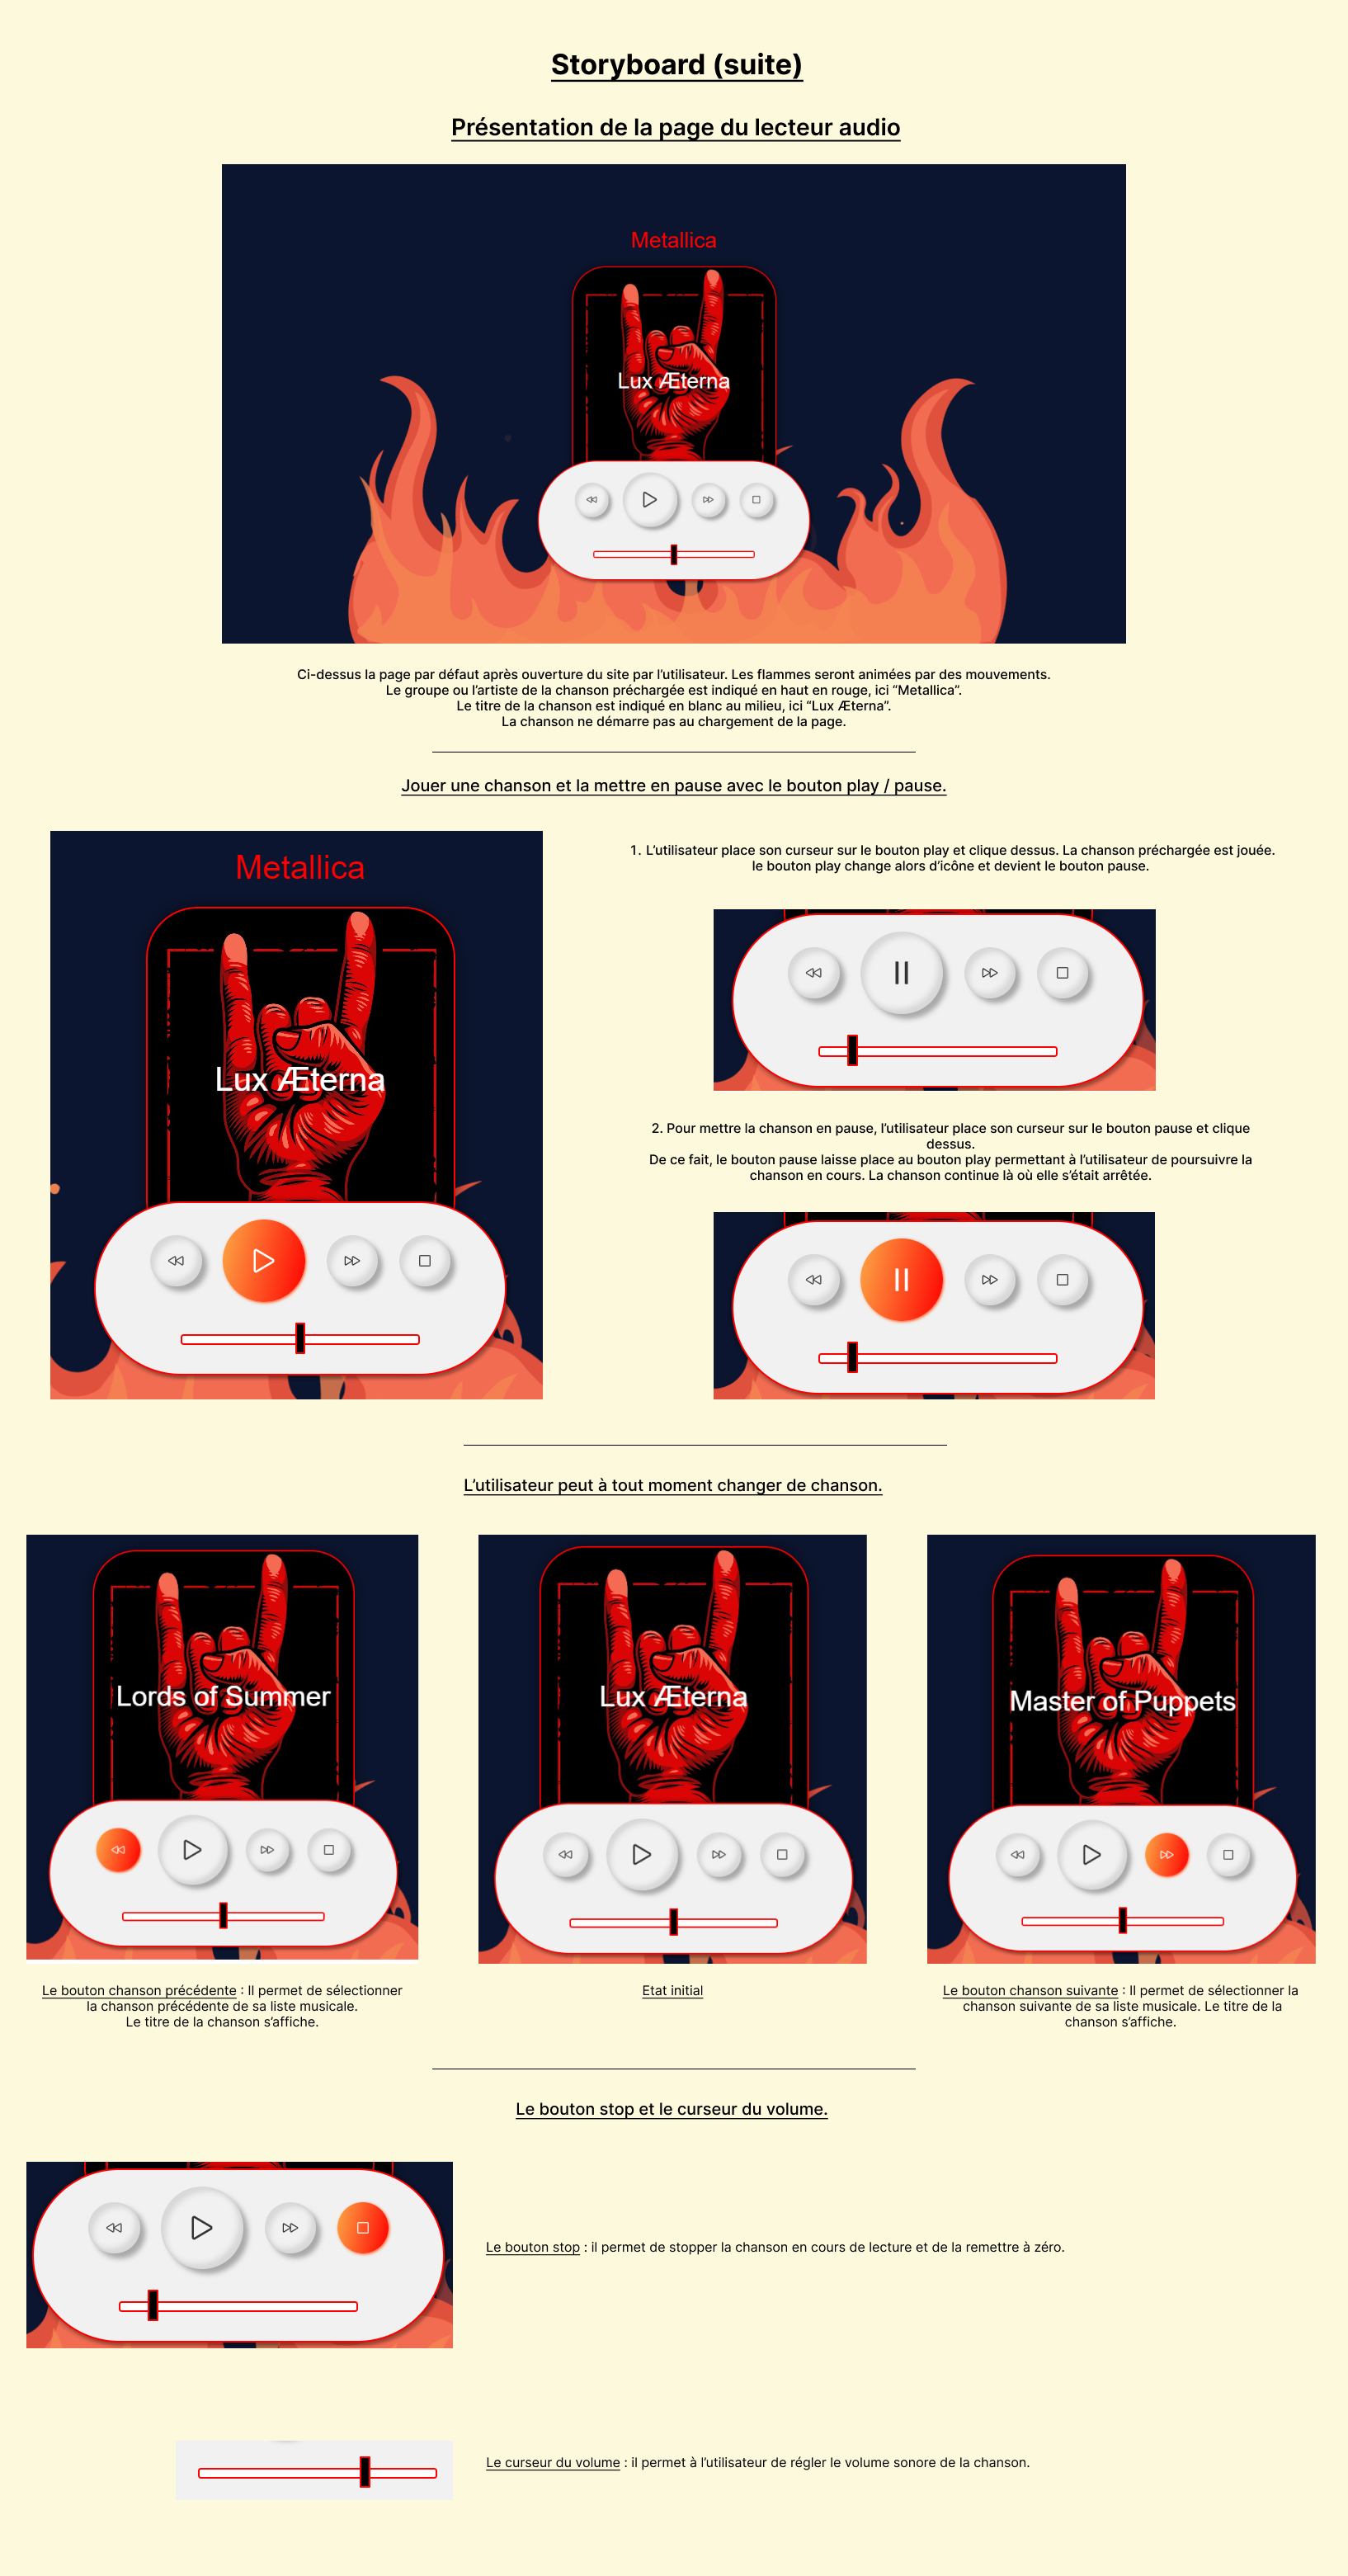 Storyboard (suite)
Présentation de la page du lecteur audio
Metallica
Lux Æterna
Ci-dessus la page par défaut après ouverture du site par l’utilisateur. Les flammes seront animées par des mouvements.
Le groupe ou l’artiste de la chanson préchargée est indiqué en haut en rouge, ici “Metallica”.
Le titre de la chanson est indiqué en blanc au milieu, ici “Lux Æterna”.
La chanson ne démarre pas au chargement de la page.
Jouer une chanson et la mettre en pause avec le bouton play / pause.
Metallica
Lux Æterna
1. L’utilisateur place son curseur sur le bouton play et clique dessus. La chanson préchargée est jouée.
le bouton play change alors d’icône et devient le bouton pause.
2. Pour mettre la chanson en pause, l’utilisateur place son curseur sur le bouton pause et clique
dessus.
De ce fait, le bouton pause laisse place au bouton play permettant à l’utilisateur de poursuivre la
chanson en cours. La chanson continue là où elle s’était arrêtée.
L’utilisateur peut à tout moment changer de chanson.
Lords of Summer
Lux Æterna
Master of Puppets
Le bouton chanson précédente : Il permet de sélectionner
la chanson précédente de sa liste musicale.
Le titre de la chanson s’affiche.
Etat initial
Le bouton chanson suivante : Il permet de sélectionner la
chanson suivante de sa liste musicale. Le titre de la
chanson s’affiche.
Le bouton stop et le curseur du volume.
Le bouton stop : il permet de stopper la chanson en cours de lecture et de la remettre à zéro.
Le curseur du volume : il permet à l’utilisateur de régler le volume sonore de la chanson.